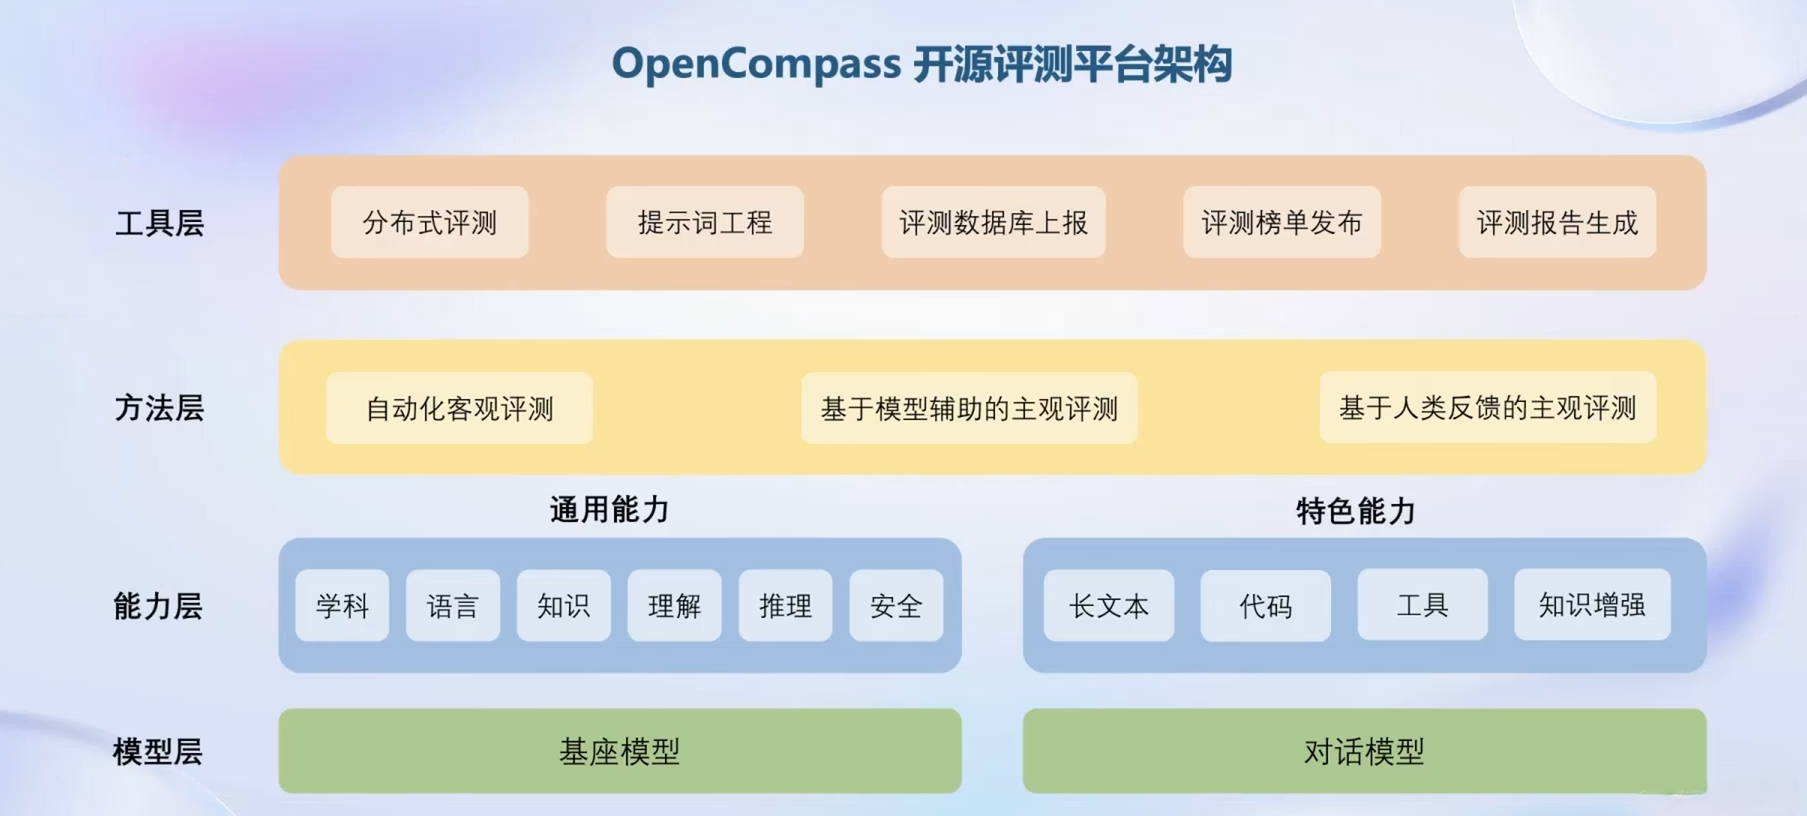 OpenCompass 开源评测平台架构
工具层
分布式评测
提示词工程
评测数据库上报
评测榜单发布
评测报告生成
方法层
自动化客观评测
基于模型辅助的主观评测
基于人类反馈的主观评测
通用能力
特色能力
能力层
学科
语言
知识
理解
推理
安全
长文本
代码
工具
知识增强
模型层
基座模型
对话模型